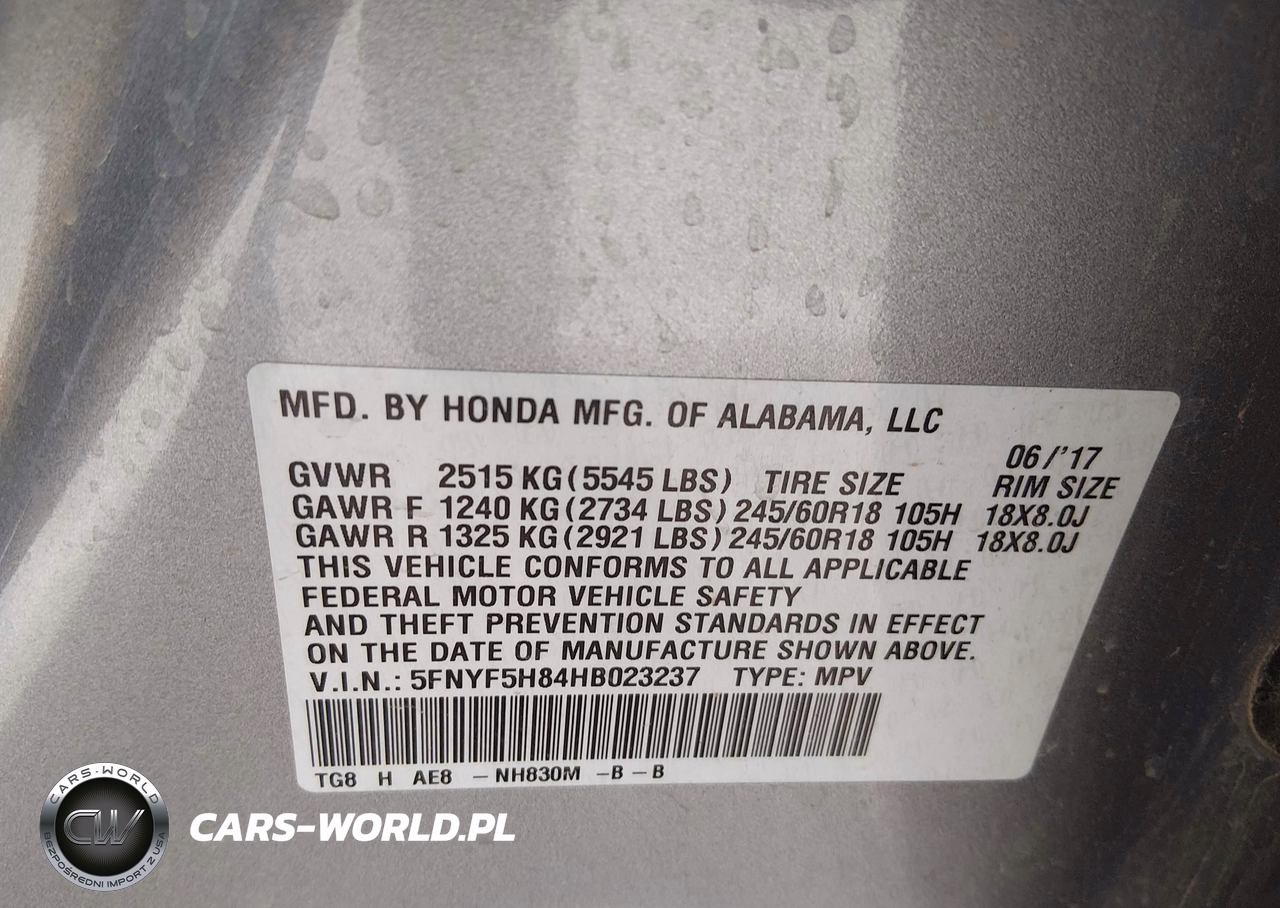 MFD. BY HONDA MFG. OF ALABAMA, LLC
06/'17
GVWR 2515 KG (5545 LBS) TIRE SIZE RIM SIZE
GAWR F 1240 KG (2734 LBS) 245/60R18 105H 18X8.0J
GAWR R 1325 KG (2921 LBS) 245/60R18 105H 18X8.0J
THIS VEHICLE CONFORMS TO ALL APPLICABLE
FEDERAL MOTOR VEHICLE SAFETY
AND THEFT PREVENTION STANDARDS IN EFFECT
ON THE DATE OF MANUFACTURE SHOWN ABOVE.
V.I.N.: 5FNYF5H84HB023237 TYPE: MPV
TG8 H AE8 – NH830M – B – B
CARS-WORLD
CW
BEZPOŚREDNI IMPORT Z USA
CARS-WORLD.PL